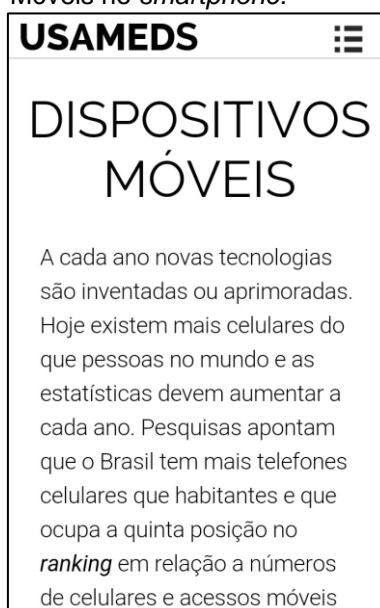 Móveis no smartphone.
USAMEDS
DISPOSITIVOS
MÓVEIS
A cada ano novas tecnologias
são inventadas ou aprimoradas.
Hoje existem mais celulares do
que pessoas no mundo e as
estatísticas devem aumentar a
cada ano. Pesquisas apontam
que o Brasil tem mais telefones
celulares que habitantes e que
ocupa a quinta posição no
ranking em relação a números
de celulares e acessos móveis